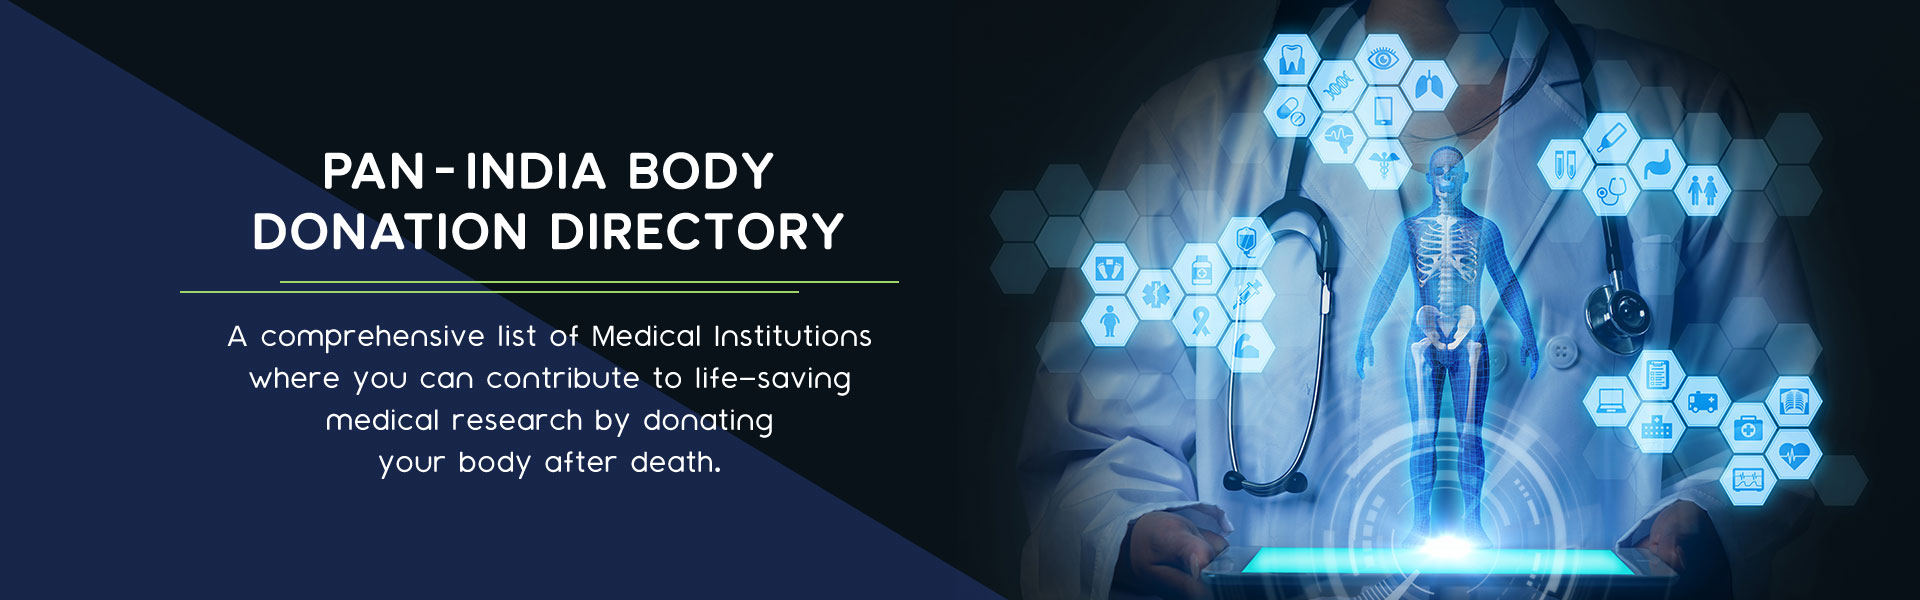 PAN-INDIA BODY
DONATION DIRECTORY
A comprehensive list of Medical Institutions
where you can contribute to life-saving
medical research by donating
your body after death.